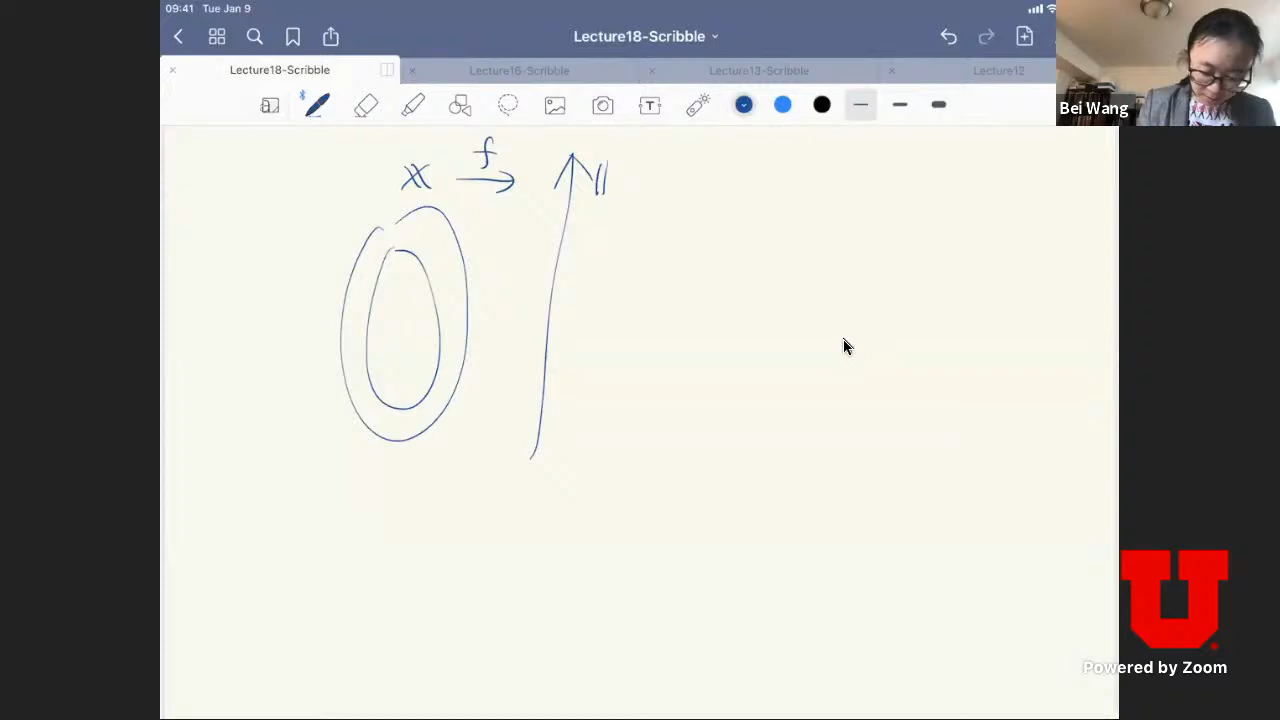 09:41 Tue Jan 9
Lecture18-Scribble
Lecture18-Scribble
Lecture16-Scribble
Lecture13-Scribble
Lecture12
T
Bei Wang
f
X →
U
Powered by Zoom